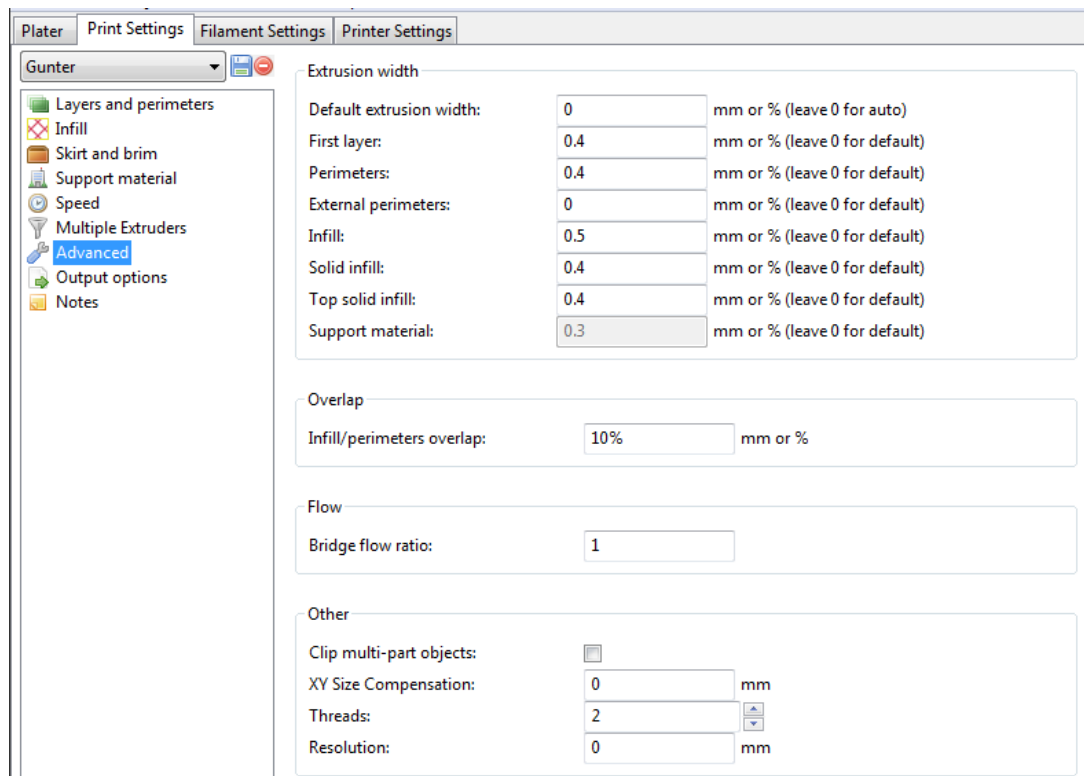 Plater Print Settings Filament Settings Printer Settings
Gunter
Layers and perimeters
Infill
Skirt and brim
Support material
Speed
Multiple Extruders
Advanced
Output options
Notes
Extrusion width
Default extrusion width: 0 mm or % (leave 0 for auto)
First layer: 0.4 mm or % (leave 0 for default)
Perimeters: 0.4 mm or % (leave 0 for default)
External perimeters: 0 mm or % (leave 0 for default)
Infill: 0.5 mm or % (leave 0 for default)
Solid infill: 0.4 mm or % (leave 0 for default)
Top solid infill: 0.4 mm or % (leave 0 for default)
Support material: 0.3 mm or % (leave 0 for default)
Overlap
Infill/perimeters overlap: 10% mm or %
Flow
Bridge flow ratio: 1
Other
Clip multi-part objects:
XY Size Compensation: 0 mm
Threads: 2
Resolution: 0 mm